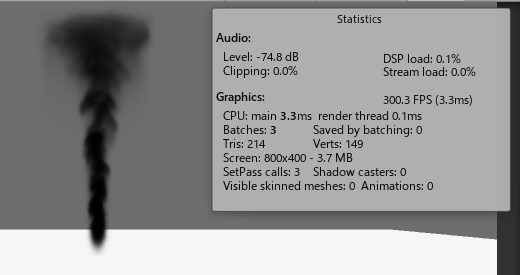 Statistics
Audio:
Level: -74.8 dB DSP load: 0.1%
Clipping: 0.0% Stream load: 0.0%
Graphics: 300.3 FPS (3.3ms)
CPU: main 3.3ms render thread 0.1ms
Batches: 3 Saved by batching: 0
Tris: 214 Verts: 149
Screen: 800x400 - 3.7 MB
SetPass calls: 3 Shadow casters: 0
Visible skinned meshes: 0 Animations: 0